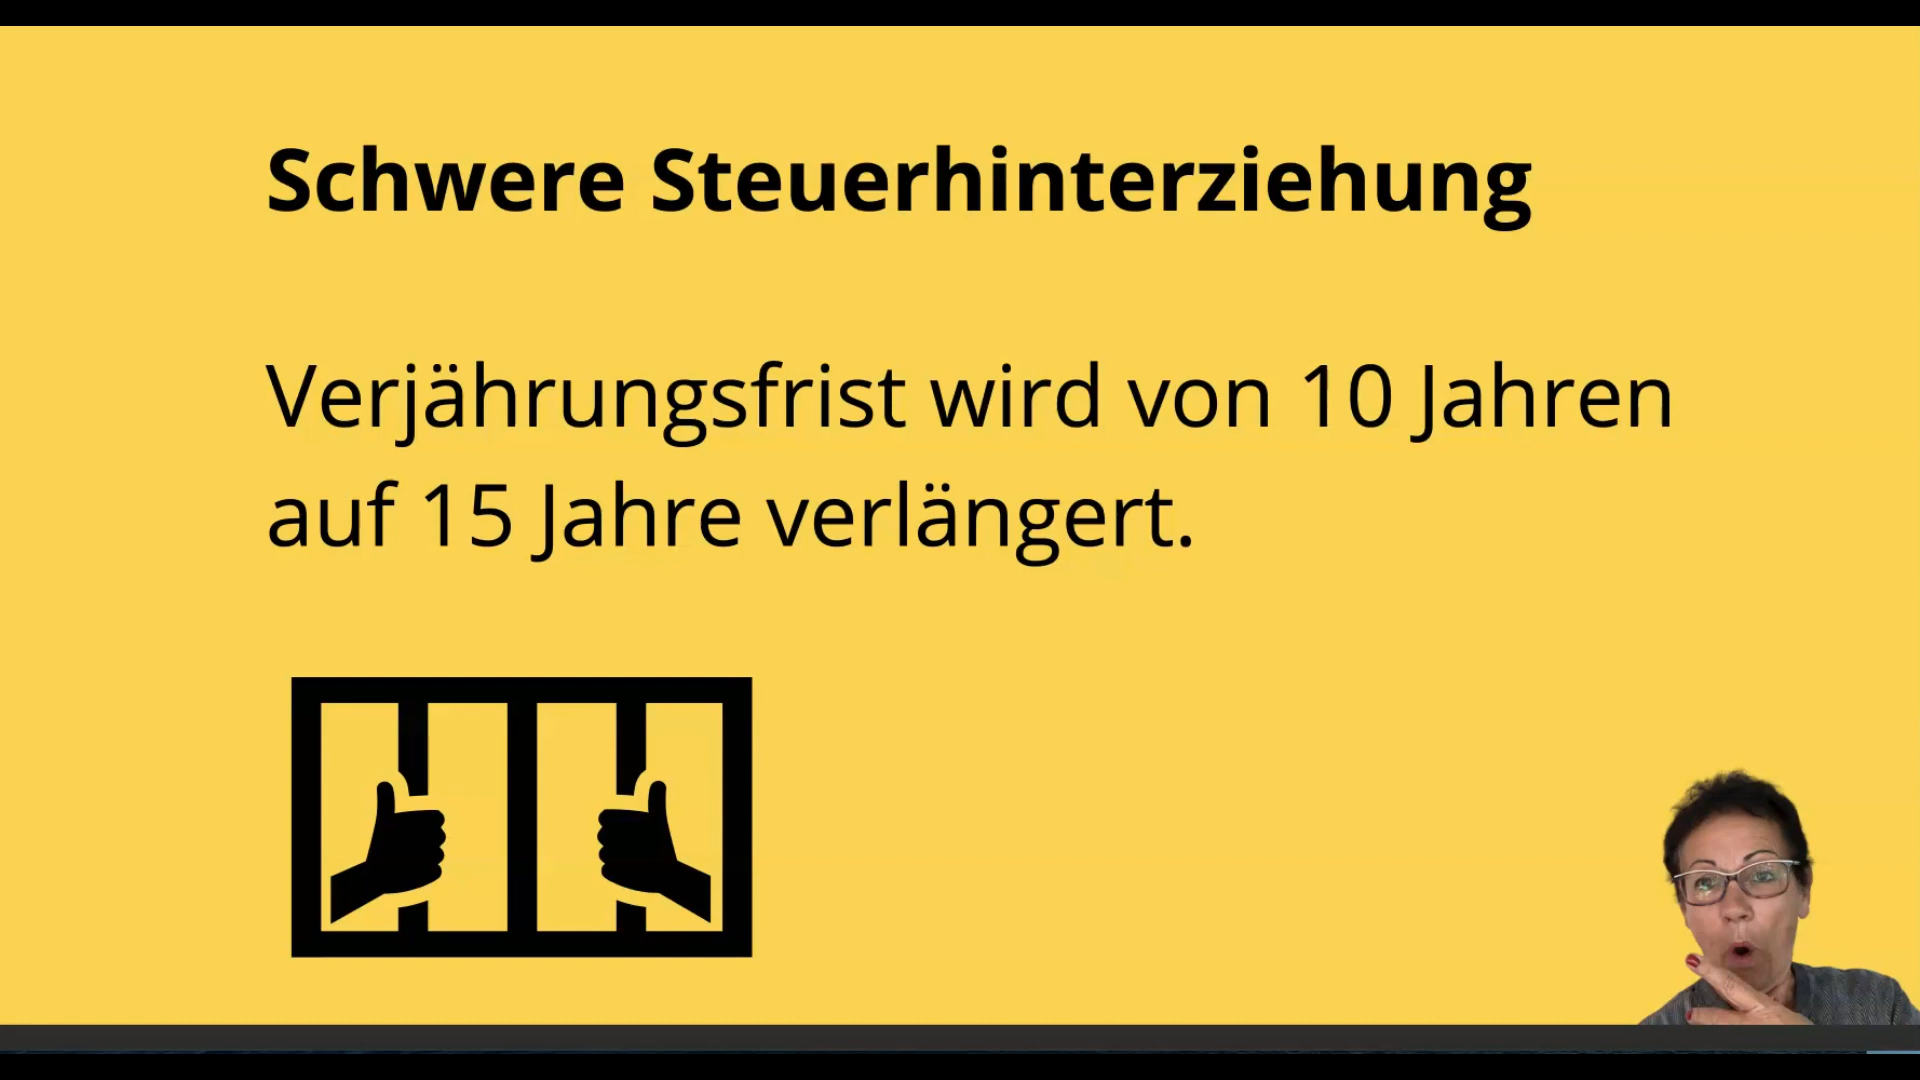 Schwere Steuerhinterziehung
Verjährungsfrist wird von 10 Jahren
auf 15 Jahre verlängert.